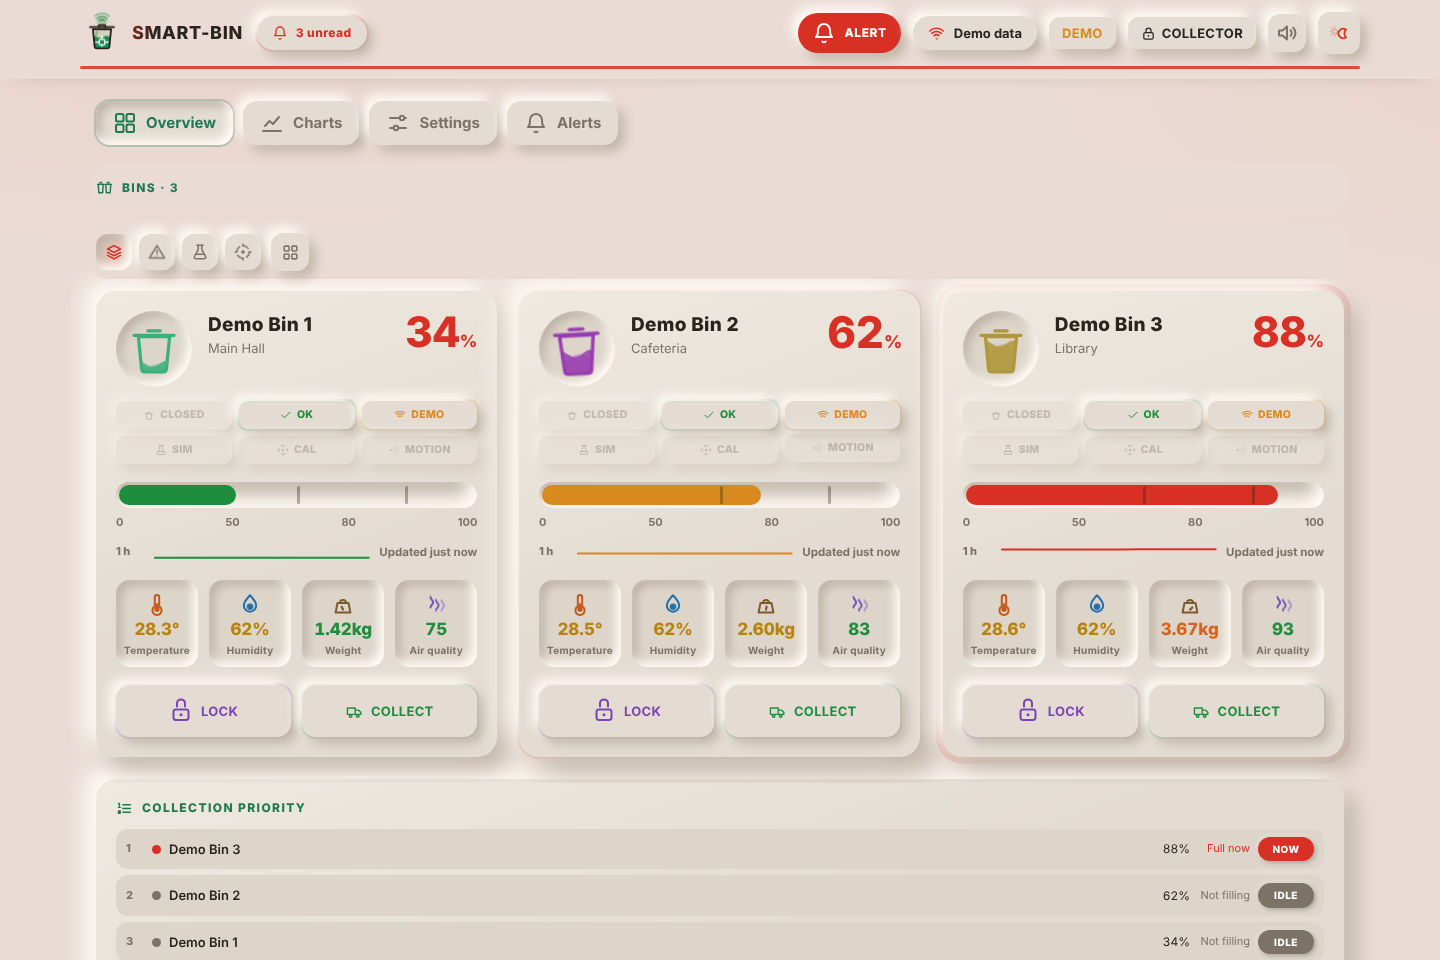 SMART-BIN
3 unread
ALERT
Demo data
DEMO
COLLECTOR
Overview
Charts
Settings
Alerts
BINS · 3
Demo Bin 1
Main Hall
34%
CLOSED
OK
DEMO
SIM
CAL
MOTION
0 50 80 100
1 h
Updated just now
28.3°
Temperature
62%
Humidity
1.42kg
Weight
75
Air quality
LOCK
COLLECT
Demo Bin 2
Cafeteria
62%
CLOSED
OK
DEMO
SIM
CAL
MOTION
0 50 80 100
1 h
Updated just now
28.5°
Temperature
62%
Humidity
2.60kg
Weight
83
Air quality
LOCK
COLLECT
Demo Bin 3
Library
88%
CLOSED
OK
DEMO
SIM
CAL
MOTION
0 50 80 100
1 h
Updated just now
28.6°
Temperature
62%
Humidity
3.67kg
Weight
93
Air quality
LOCK
COLLECT
COLLECTION PRIORITY
1 Demo Bin 3 88% Full now NOW
2 Demo Bin 2 62% Not filling IDLE
3 Demo Bin 1 34% Not filling IDLE